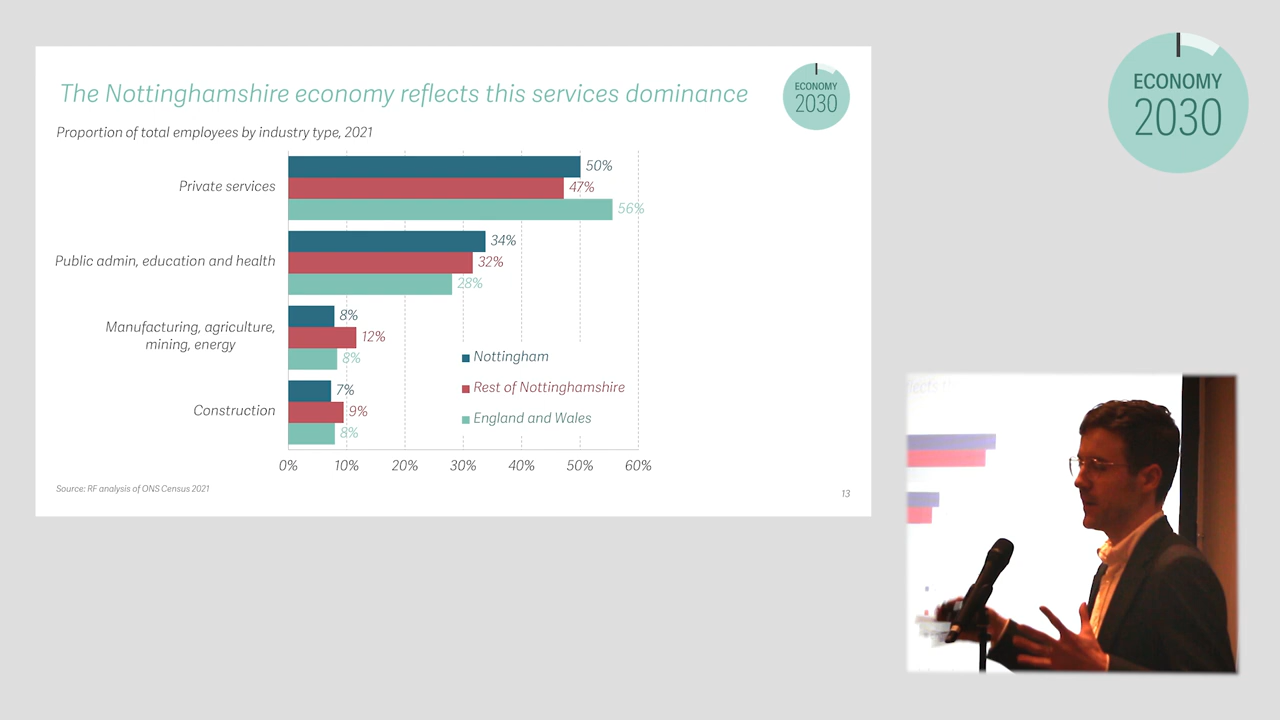 The Nottinghamshire economy reflects this services dominance
ECONOMY
2030
ECONOMY
2030
Proportion of total employees by industry type, 2021
Private services
50%
47%
56%
Public admin, education and health
34%
32%
28%
Manufacturing, agriculture,
mining, energy
8%
12%
8%
Construction
7%
9%
8%
Nottingham
Rest of Nottinghamshire
England and Wales
0% 10% 20% 30% 40% 50% 60%
Source: RF analysis of ONS Census 2021
13